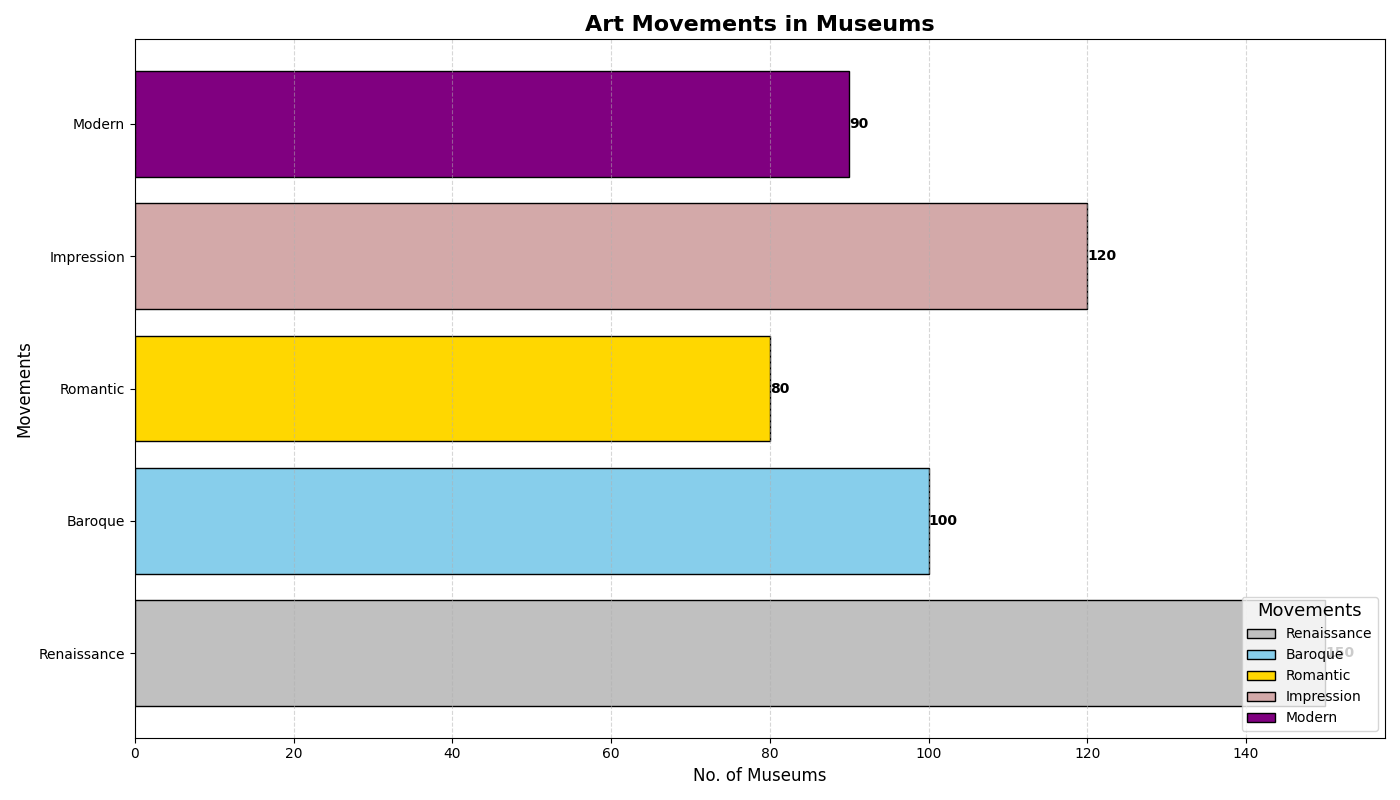 Art Movements in Museums
Movements
Modern
90
Impression
120
Romantic
80
Baroque
100
Renaissance
150
Movements
Renaissance
Baroque
Romantic
Impression
Modern
0 20 40 60 80 100 120 140
No. of Museums